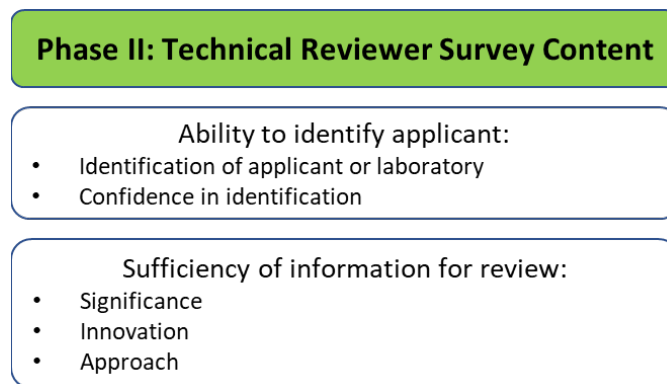 Phase II: Technical Reviewer Survey Content
Ability to identify applicant:
• Identification of applicant or laboratory
• Confidence in identification
Sufficiency of information for review:
• Significance
• Innovation
• Approach